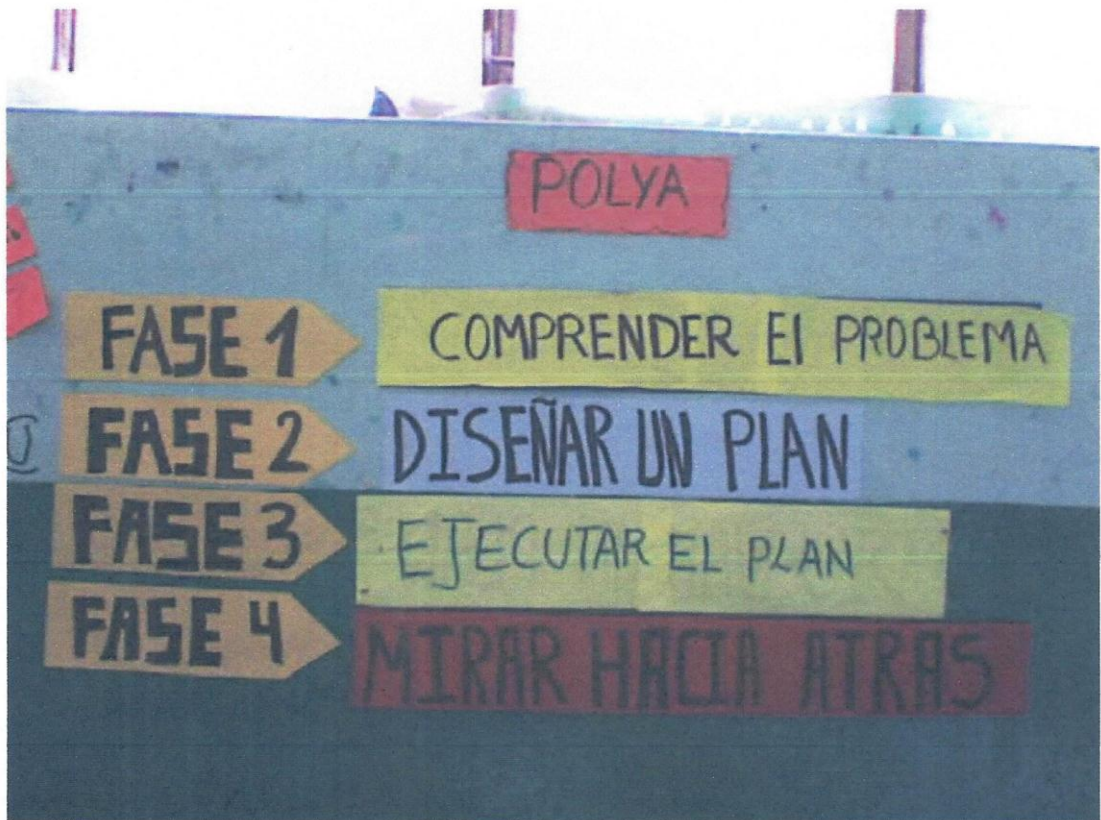 POLYA
FASE 1 COMPRENDER El PROBLEMA
FASE 2 DISEÑAR UN PLAN
FASE 3 EJECUTAR EL PLAN
FASE 4 MIRAR HACIA ATRAS